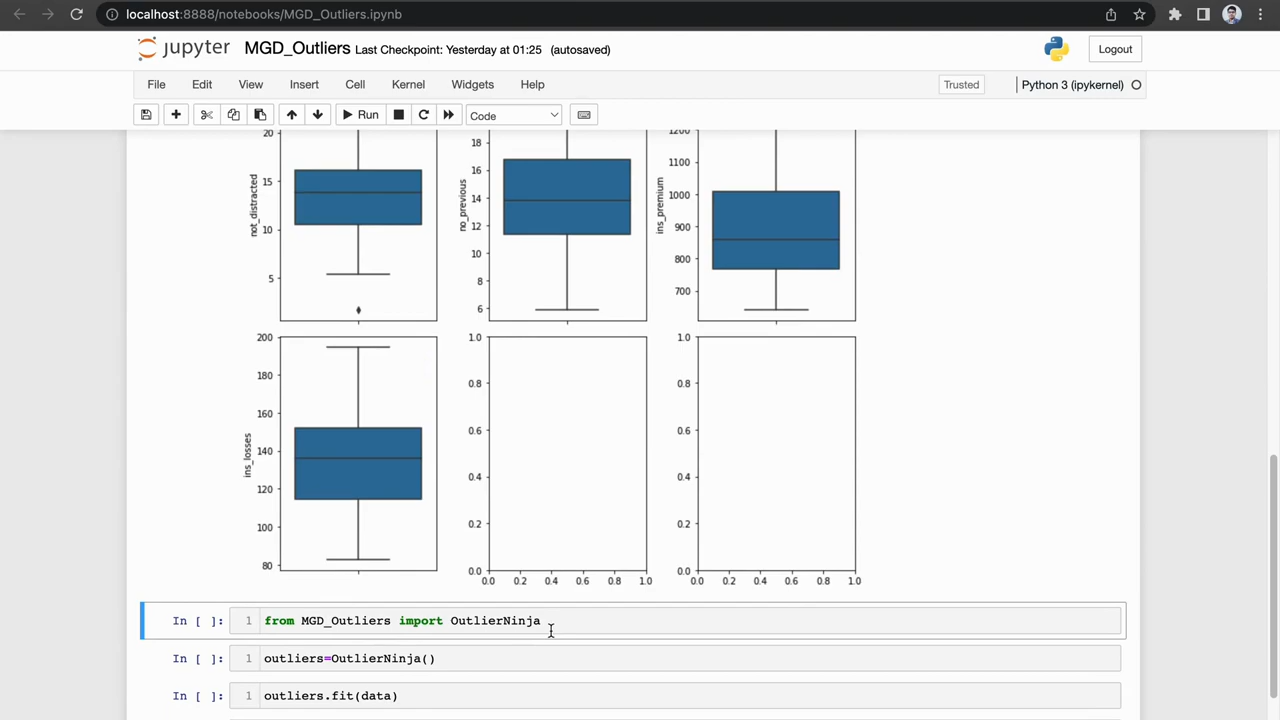 localhost:8888/notebooks/MGD_Outliers.ipynb
jupyter MGD_Outliers Last Checkpoint: Yesterday at 01:25 (autosaved)
Logout
File Edit View Insert Cell Kernel Widgets Help
Trusted Python 3 (ipykernel)
Run Code
20
15
10
5
not_distracted
18
16
14
12
10
8
6
no_previous
1200
1100
1000
900
800
700
ins_premium
200
180
160
140
120
100
80
ins_losses
1.0
0.8
0.6
0.4
0.2
0.0
0.0 0.2 0.4 0.6 0.8 1.0
1.0
0.8
0.6
0.4
0.2
0.0
0.0 0.2 0.4 0.6 0.8 1.0
In [ ]: 1 from MGD_Outliers import OutlierNinja
In [ ]: 1 outliers=OutlierNinja()
In [ ]: 1 outliers.fit(data)